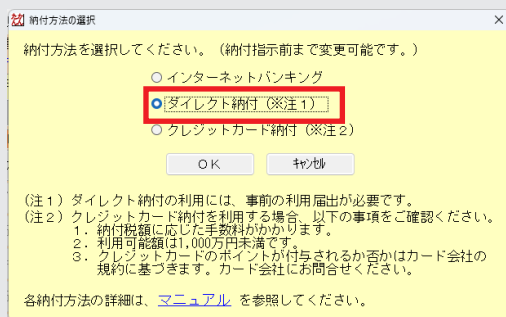 納付方法の選択
納付方法を選択してください。（納付指示前まで変更可能です。）
インターネットバンキング
ダイレクト納付（※注１）
クレジットカード納付（※注２）
ＯＫ
ｷｬﾝｾﾙ
（注１）ダイレクト納付の利用には、事前の利用届出が必要です。
（注２）クレジットカード納付を利用する場合、以下の事項をご確認ください。
１．納付税額に応じた手数料がかかります。
２．利用可能額は1,000万円未満です。
３．クレジットカードのポイントが付与されるか否かはカード会社の
規約に基づきます。カード会社にお問合せください。
各納付方法の詳細は、マニュアル を参照してください。